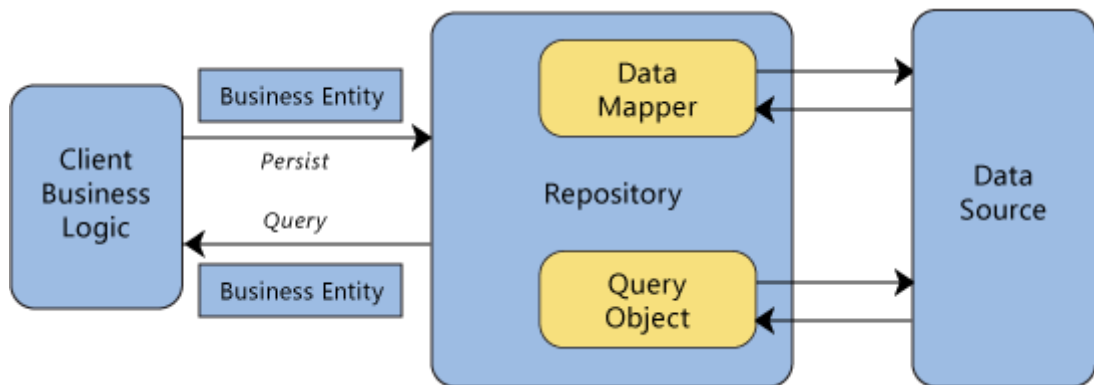 Client
Business
Logic
Business Entity
Persist
Query
Business Entity
Data
Mapper
Repository
Query
Object
Data
Source